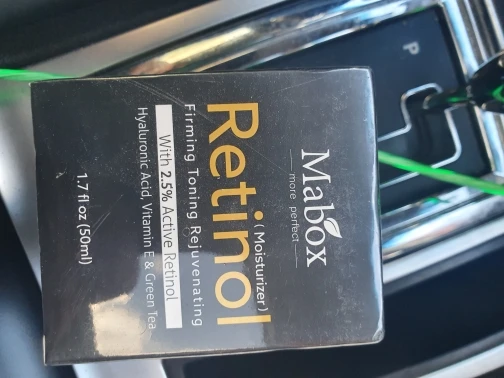 Mabox
more perfect
(Moisturizer)
Retinol
Firming Toning Rejuvenating
With 2.5% Active Retinol
Hyaluronic Acid, Vitamin E & Green Tea
1.7 fl oz (50ml)
P